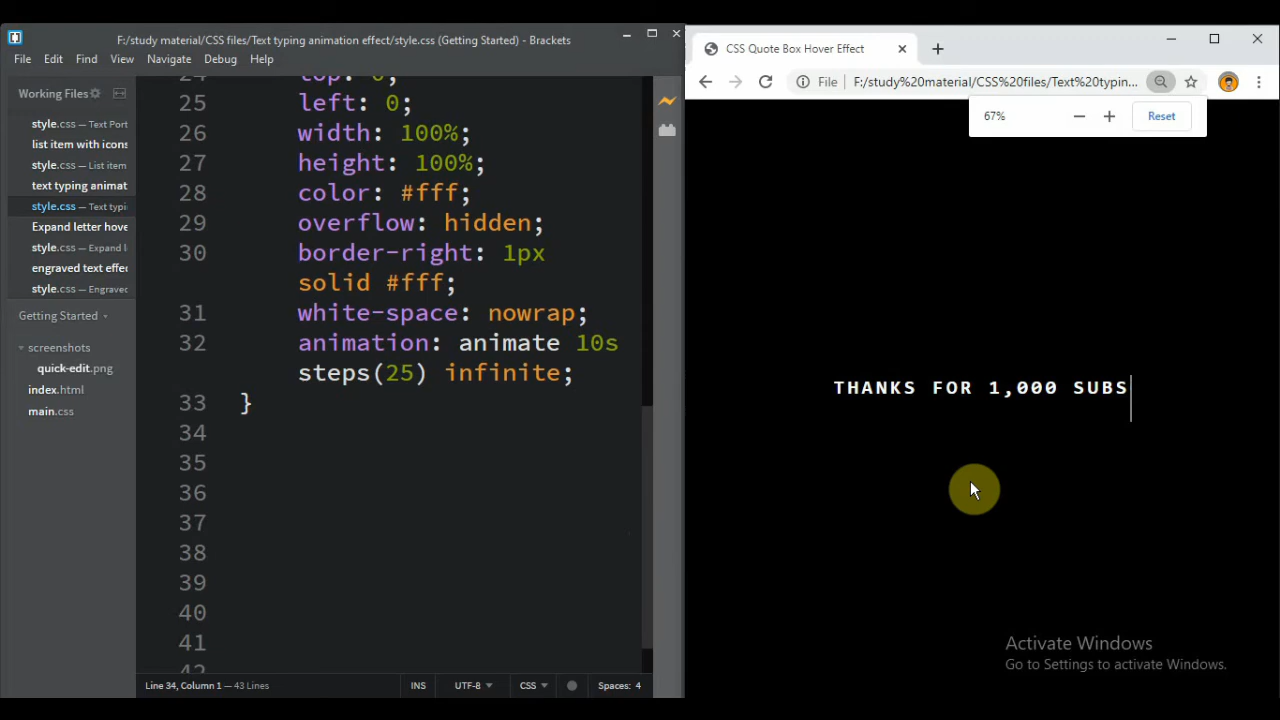 F:/study material/CSS files/Text typing animation effect/style.css (Getting Started) - Brackets
File Edit Find View Navigate Debug Help
Working Files
style.css — Text Port
list item with icons
style.css — List item
text typing animat
style.css — Text typi
Expand letter hove
style.css — Expand l
engraved text effec
style.css — Engraved
Getting Started
screenshots
quick-edit.png
index.html
main.css
24 top: 0;
25 left: 0;
26 width: 100%;
27 height: 100%;
28 color: #fff;
29 overflow: hidden;
30 border-right: 1px
solid #fff;
31 white-space: nowrap;
32 animation: animate 10s
steps(25) infinite;
33 }
34
35
36
37
38
39
40
41
42
Line 34, Column 1 — 43 Lines
INS
UTF-8
CSS
Spaces: 4
CSS Quote Box Hover Effect
File F:/study%20material/CSS%20files/Text%20typin...
67% − + Reset
THANKS FOR 1,000 SUBS
Activate Windows
Go to Settings to activate Windows.